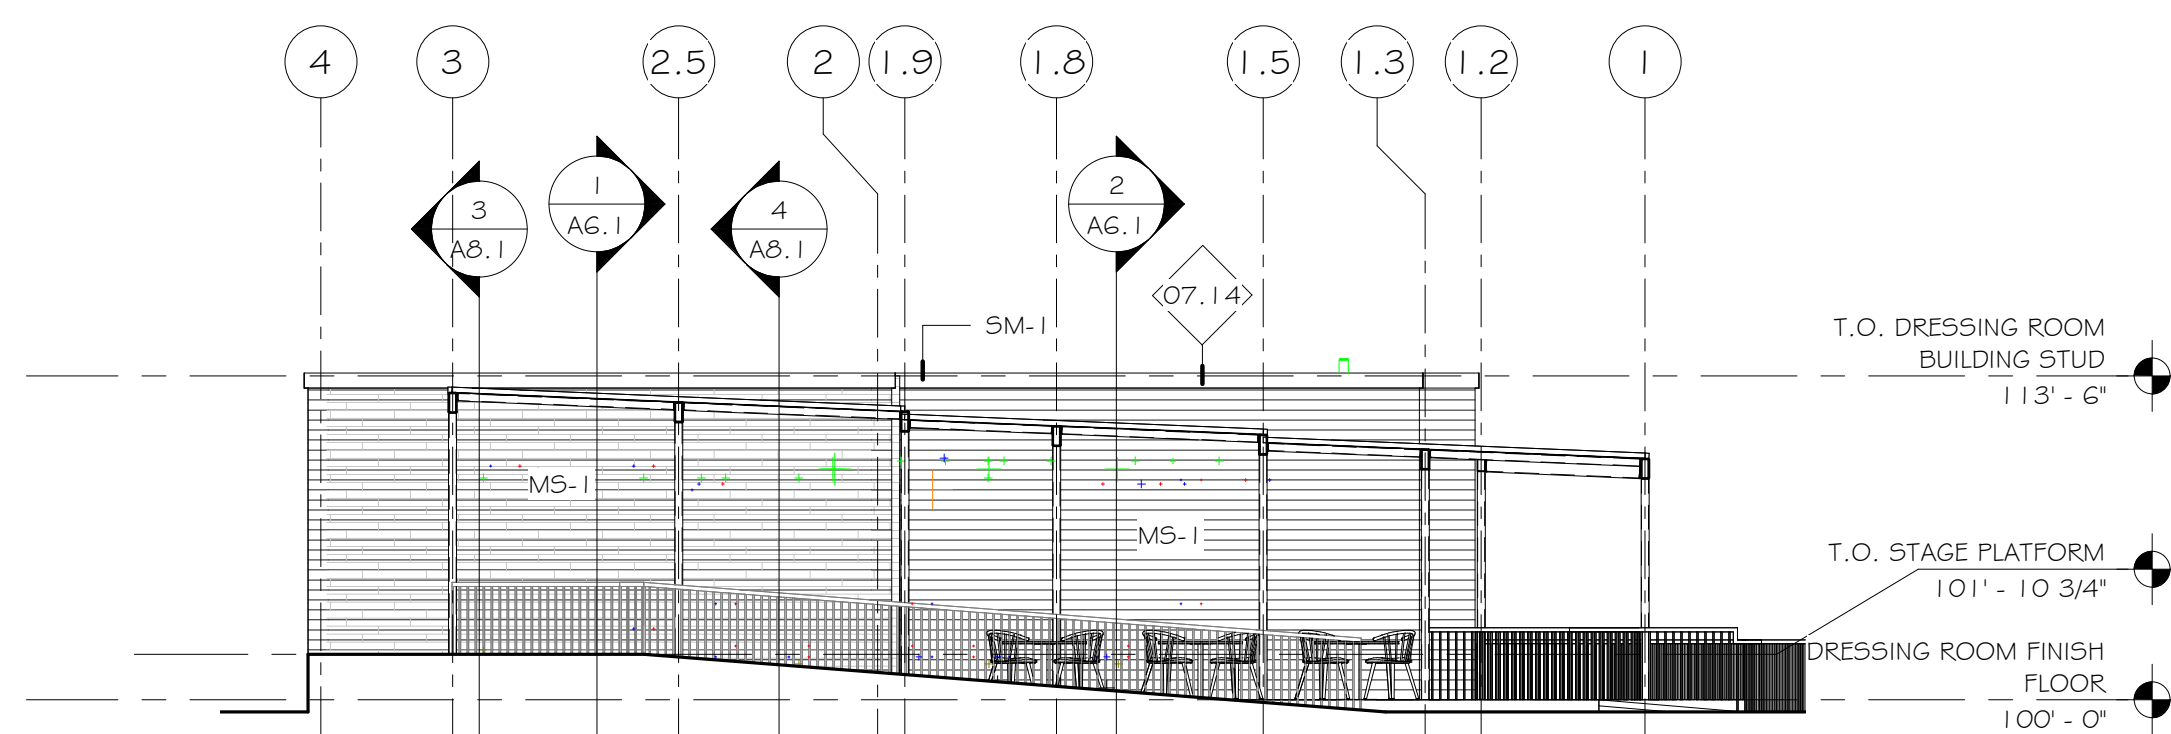 4
3
2.5
2
1.9
1.8
1.5
1.3
1.2
1
3
A8.1
1
A6.1
4
A8.1
2
A6.1
07.14
SM-1
T.O. DRESSING ROOM
BUILDING STUD
113' - 6"
MS-1
MS-1
T.O. STAGE PLATFORM
101' - 10 3/4"
DRESSING ROOM FINISH
FLOOR
100' - 0"